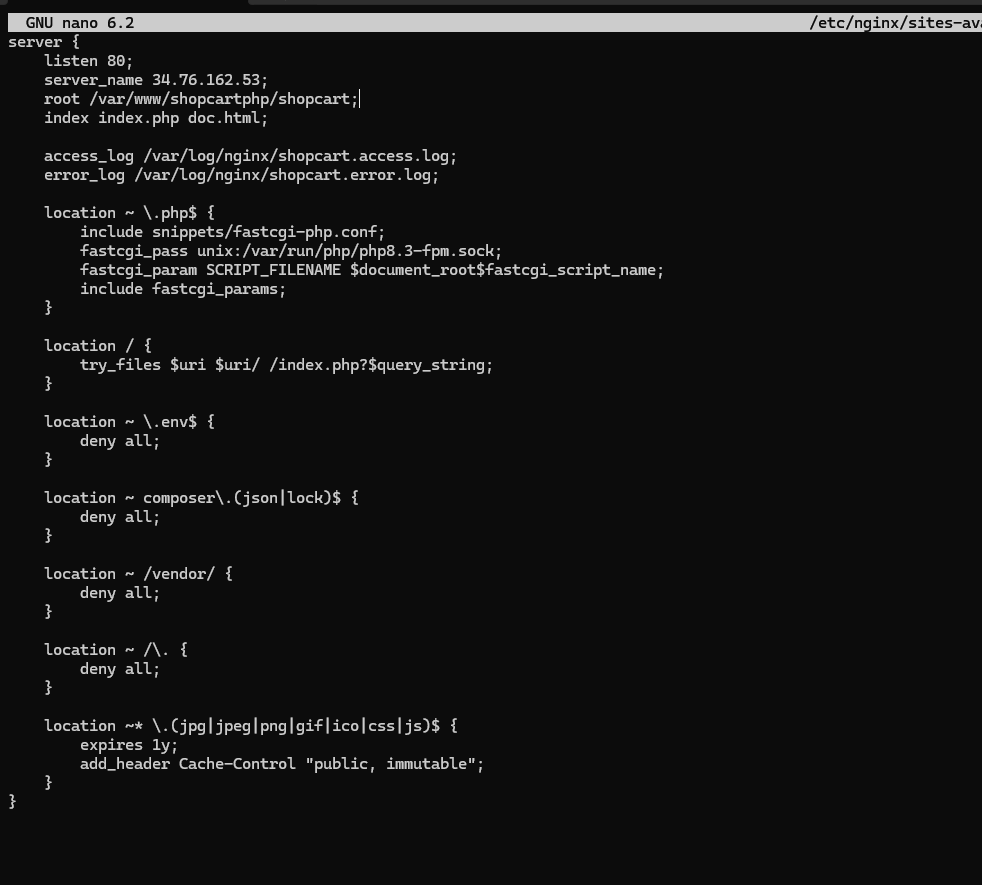 GNU nano 6.2 /etc/nginx/sites-ava
server {
    listen 80;
    server_name 34.76.162.53;
    root /var/www/shopcartphp/shopcart;
    index index.php doc.html;

    access_log /var/log/nginx/shopcart.access.log;
    error_log /var/log/nginx/shopcart.error.log;

    location ~ \.php$ {
        include snippets/fastcgi-php.conf;
        fastcgi_pass unix:/var/run/php/php8.3-fpm.sock;
        fastcgi_param SCRIPT_FILENAME $document_root$fastcgi_script_name;
        include fastcgi_params;
    }

    location / {
        try_files $uri $uri/ /index.php?$query_string;
    }

    location ~ \.env$ {
        deny all;
    }

    location ~ composer\.(json|lock)$ {
        deny all;
    }

    location ~ /vendor/ {
        deny all;
    }

    location ~ /\. {
        deny all;
    }

    location ~* \.(jpg|jpeg|png|gif|ico|css|js)$ {
        expires 1y;
        add_header Cache-Control "public, immutable";
    }
}